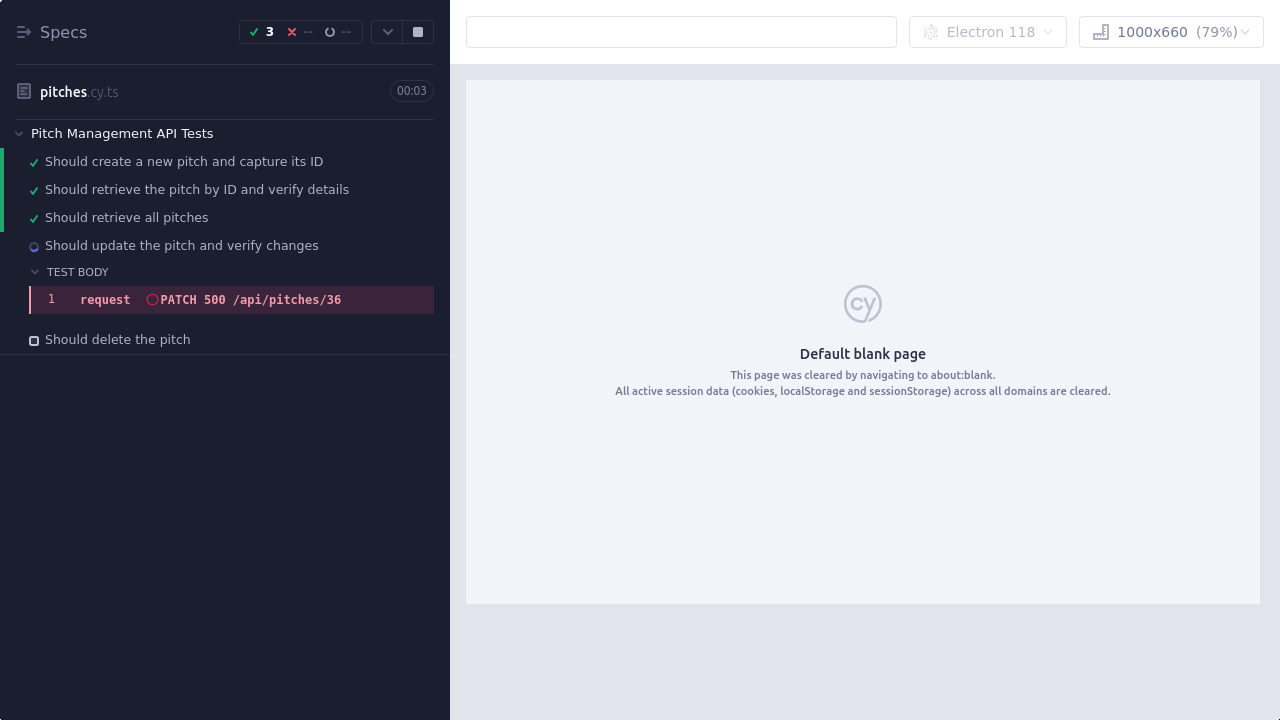 Specs
3 -- --
pitches.cy.ts
00:03
Pitch Management API Tests
Should create a new pitch and capture its ID
Should retrieve the pitch by ID and verify details
Should retrieve all pitches
Should update the pitch and verify changes
TEST BODY
1 request PATCH 500 /api/pitches/36
Should delete the pitch
Electron 118
1000x660 (79%)
cy
Default blank page
This page was cleared by navigating to about:blank.
All active session data (cookies, localStorage and sessionStorage) across all domains are cleared.